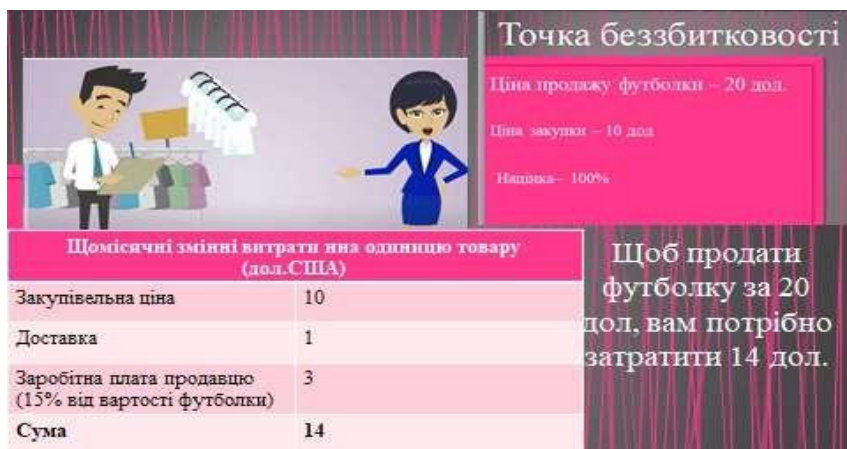 Точка беззбитковості
Ціна продажу футболки – 20 дол.
Ціна закупки – 10 дол
Націнка– 100%
Щомісячні змінні витрати нна одиницю товару
(дол.США)
Закупівельна ціна 10
Доставка 1
Заробітна плата продавцю
(15% від вартості футболки) 3
Сума 14
Щоб продати
футболку за 20
дол, вам потрібно
затратити 14 дол.